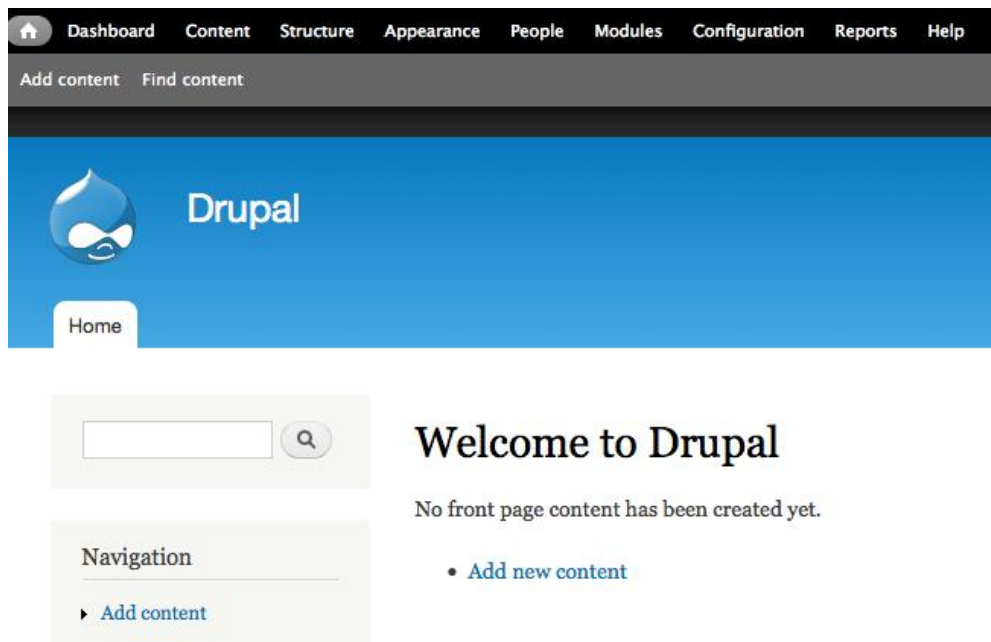 Dashboard Content Structure Appearance People Modules Configuration Reports Help
Add content Find content
Drupal
Home
Welcome to Drupal
No front page content has been created yet.
Navigation
Add new content
Add content